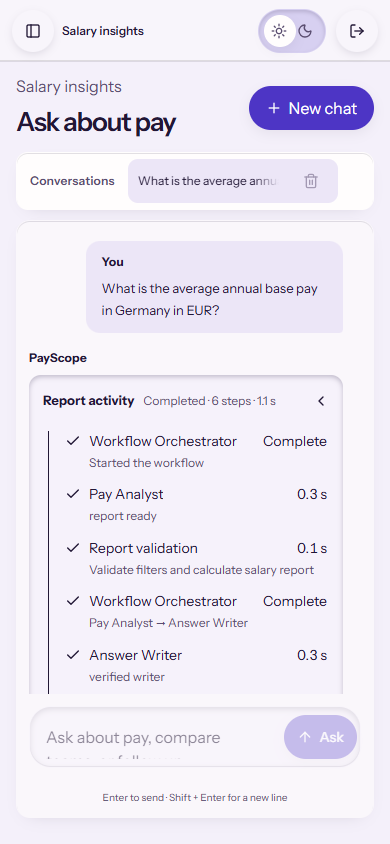 Salary insights
Salary insights
Ask about pay
New chat
Conversations
What is the average annu
You
What is the average annual base pay
in Germany in EUR?
PayScope
Report activity Completed · 6 steps · 1.1 s
Workflow Orchestrator Complete
Started the workflow
Pay Analyst 0.3 s
report ready
Report validation 0.1 s
Validate filters and calculate salary report
Workflow Orchestrator Complete
Pay Analyst → Answer Writer
Answer Writer 0.3 s
verified writer
Ask about pay, compare
Ask
Enter to send · Shift + Enter for a new line